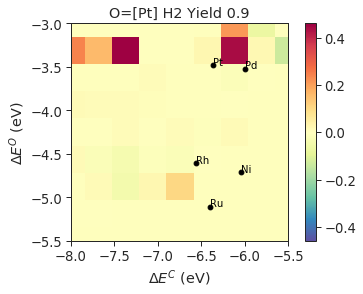 O=[Pt] H2 Yield 0.9
−3.0
−3.5
−4.0
−4.5
−5.0
−5.5
ΔE^O (eV)
Pt
Pd
Rh
Ni
Ru
−8.0 −7.5 −7.0 −6.5 −6.0 −5.5
ΔE^C (eV)
0.4
0.2
0.0
−0.2
−0.4